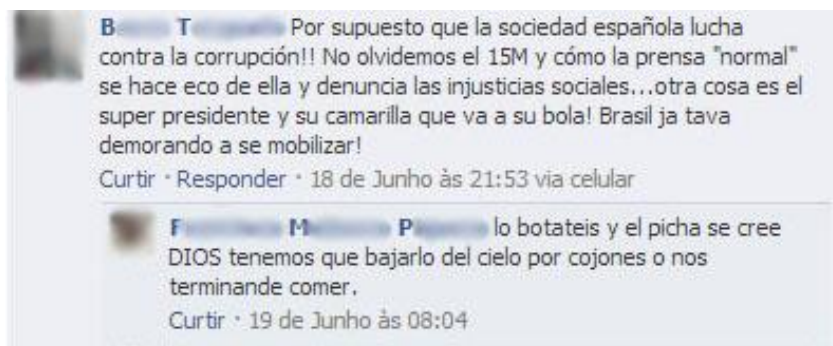 B T Por supuesto que la sociedad española lucha
contra la corrupción!! No olvidemos el 15M y cómo la prensa "normal"
se hace eco de ella y denuncia las injusticias sociales...otra cosa es el
super presidente y su camarilla que va a su bola! Brasil ja tava
demorando a se mobilizar!
Curtir · Responder · 18 de Junho às 21:53 via celular
F M P lo botateis y el picha se cree
DIOS tenemos que bajarlo del cielo por cojones o nos
terminande comer.
Curtir · 19 de Junho às 08:04